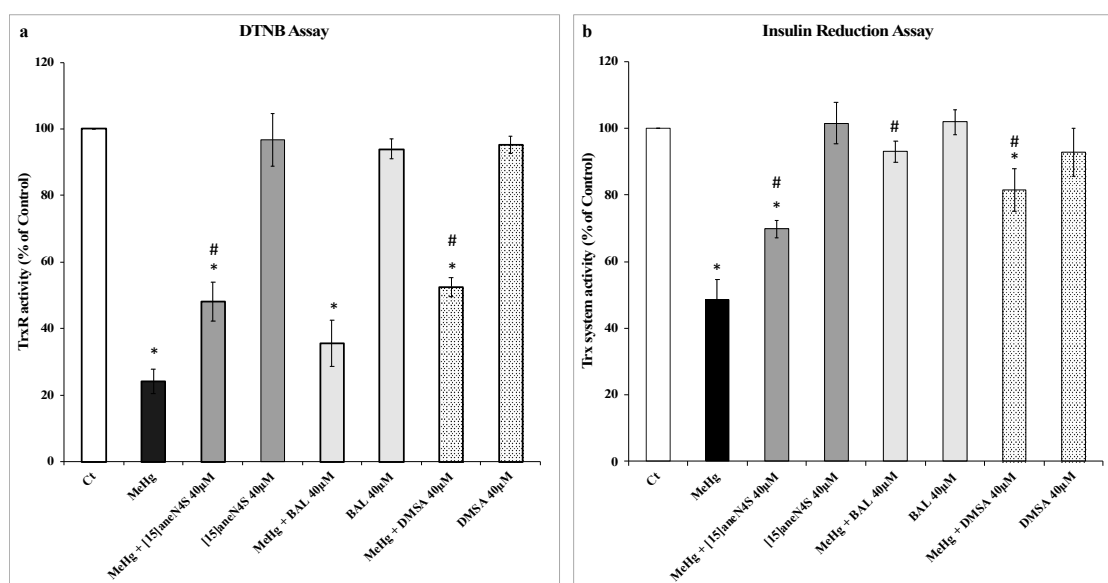 a
DTNB Assay
TrxR activity (% of Control)
120
100
80
60
40
20
0
*
#
*
*
#
*
Ct
MeHg
MeHg + [15]aneN4S 40µM
[15]aneN4S 40µM
MeHg + BAL 40µM
BAL 40µM
MeHg + DMSA 40µM
DMSA 40µM
b
Insulin Reduction Assay
Trx system activity (% of Control)
120
100
80
60
40
20
0
*
#
*
#
#
*
Ct
MeHg
MeHg + [15]aneN4S 40µM
[15]aneN4S 40µM
MeHg + BAL 40µM
BAL 40µM
MeHg + DMSA 40µM
DMSA 40µM